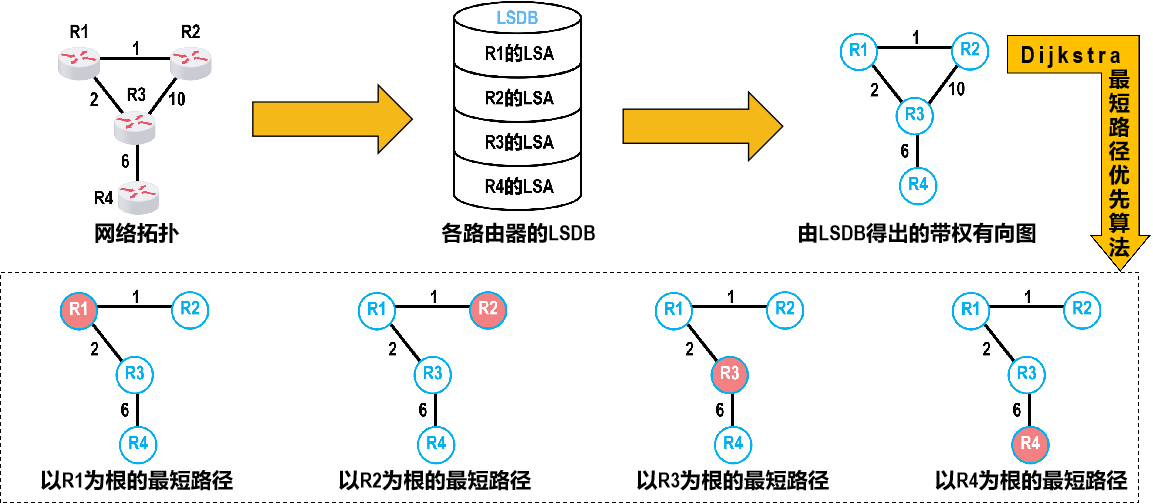 R1
R2
1
2
R3
10
6
R4
网络拓扑
LSDB
R1的LSA
R2的LSA
R3的LSA
R4的LSA
各路由器的LSDB
R1
1
R2
2
10
R3
6
R4
由LSDB得出的带权有向图
Dijkstra
最短路径优先算法
R1
1
R2
2
R3
6
R4
以R1为根的最短路径
R1
1
R2
2
R3
6
R4
以R2为根的最短路径
R1
1
R2
2
R3
6
R4
以R3为根的最短路径
R1
1
R2
2
R3
6
R4
以R4为根的最短路径